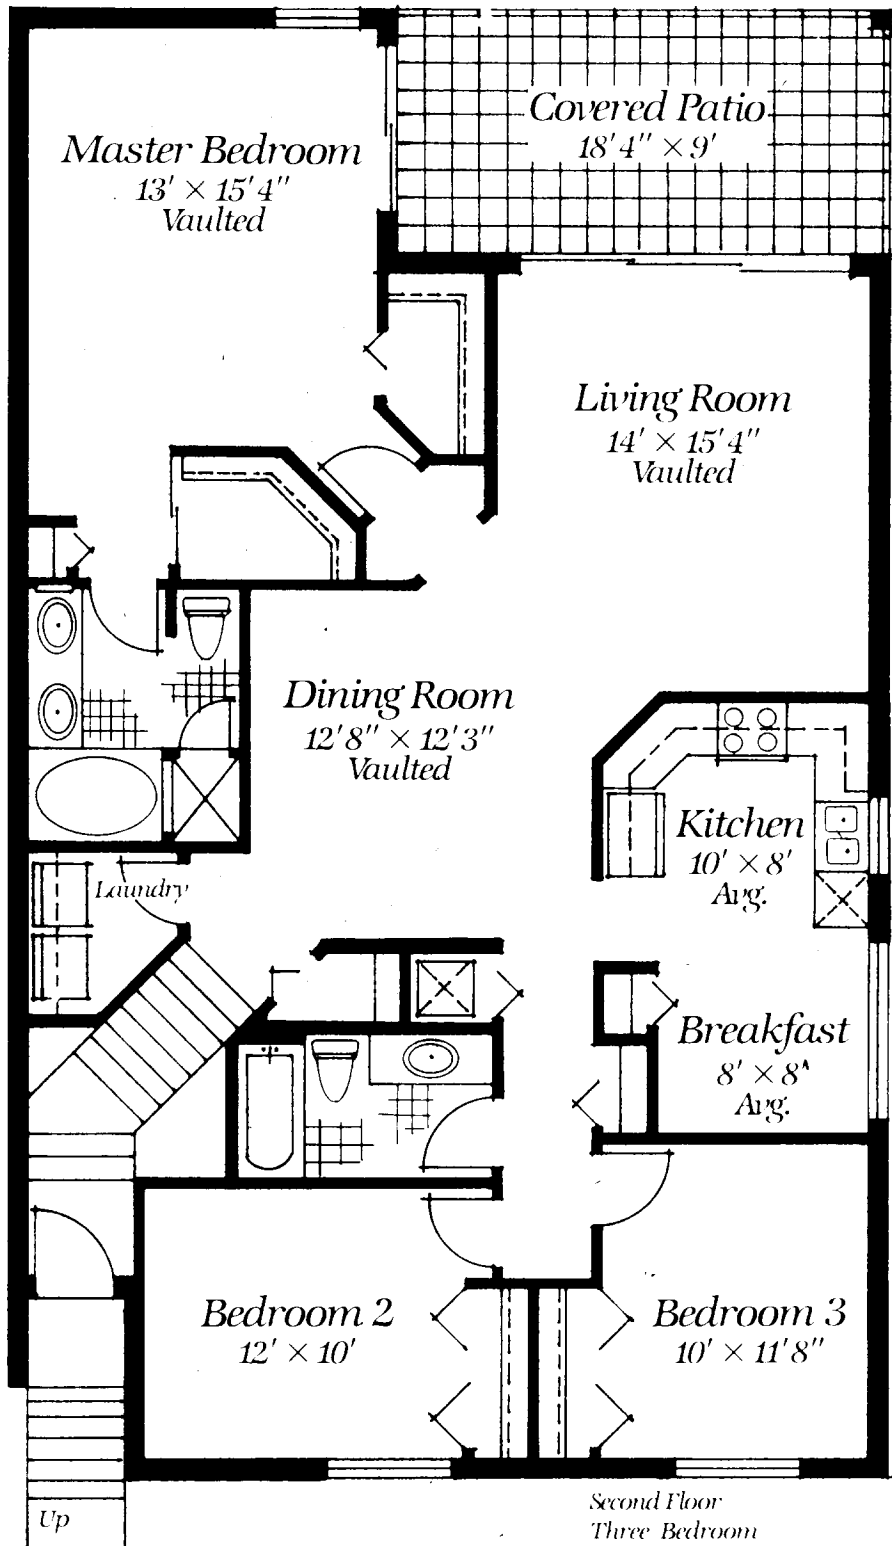 Covered Patio
18'4" × 9'
Master Bedroom
13' × 15'4"
Vaulted
Living Room
14' × 15'4"
Vaulted
Dining Room
12'8" × 12'3"
Vaulted
Kitchen
10' × 8'
Avg.
Laundry
Breakfast
8' × 8'
Avg.
Bedroom 2
12' × 10'
Bedroom 3
10' × 11'8"
Up
Second Floor
Three Bedroom